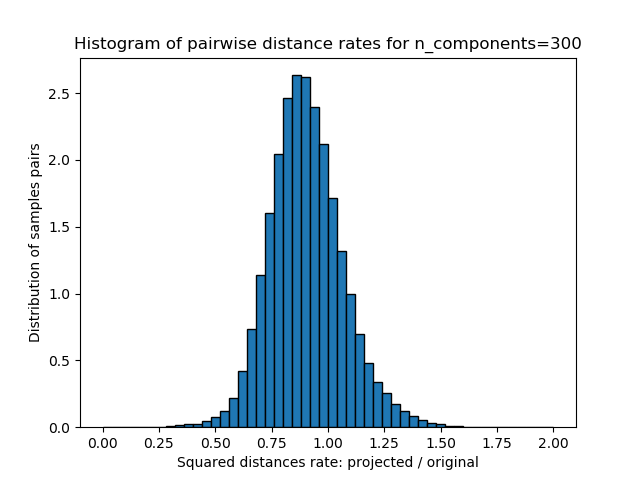 Histogram of pairwise distance rates for n_components=300
Distribution of samples pairs
2.5
2.0
1.5
1.0
0.5
0.0
0.00 0.25 0.50 0.75 1.00 1.25 1.50 1.75 2.00
Squared distances rate: projected / original